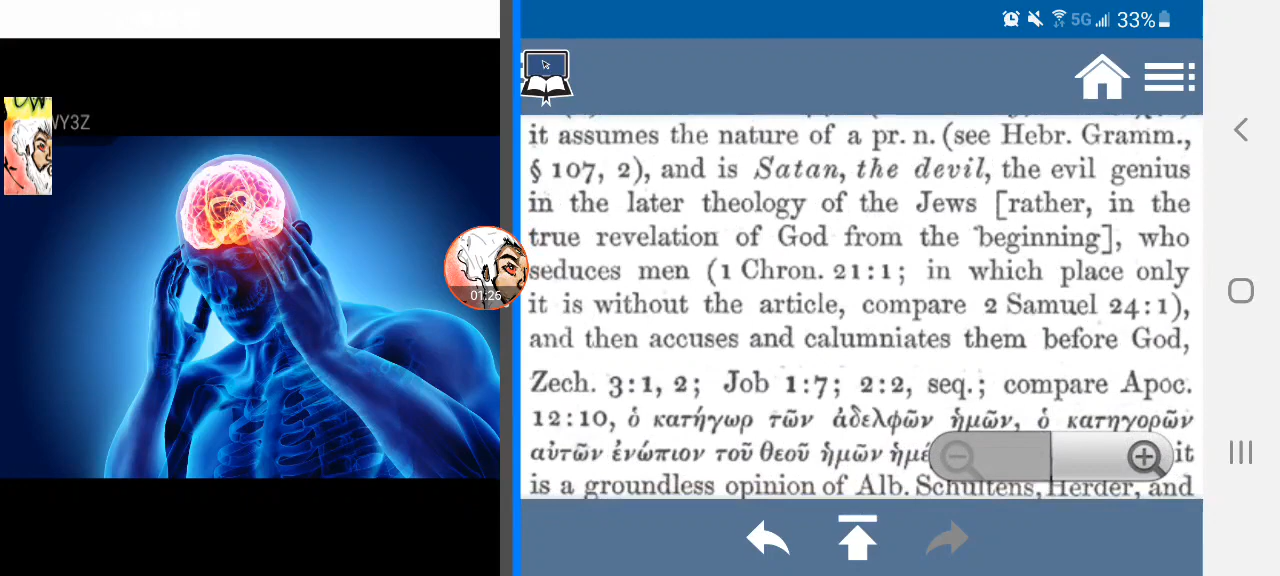 5G 33%
CW
WY3Z
01:26
it assumes the nature of a pr. n. (see Hebr. Gramm.,
§ 107, 2), and is Satan, the devil, the evil genius
in the later theology of the Jews [rather, in the
true revelation of God from the beginning], who
seduces men (1 Chron. 21:1; in which place only
it is without the article, compare 2 Samuel 24:1),
and then accuses and calumniates them before God,
Zech. 3:1, 2; Job 1:7; 2:2, seq.; compare Apoc.
12:10, ὁ κατήγωρ τῶν ἀδελφῶν ἡμῶν, ὁ κατηγορῶν
αὐτῶν ἐνώπιον τοῦ θεοῦ ἡμῶν it
is a groundless opinion of Alb. Schultens, Herder, and